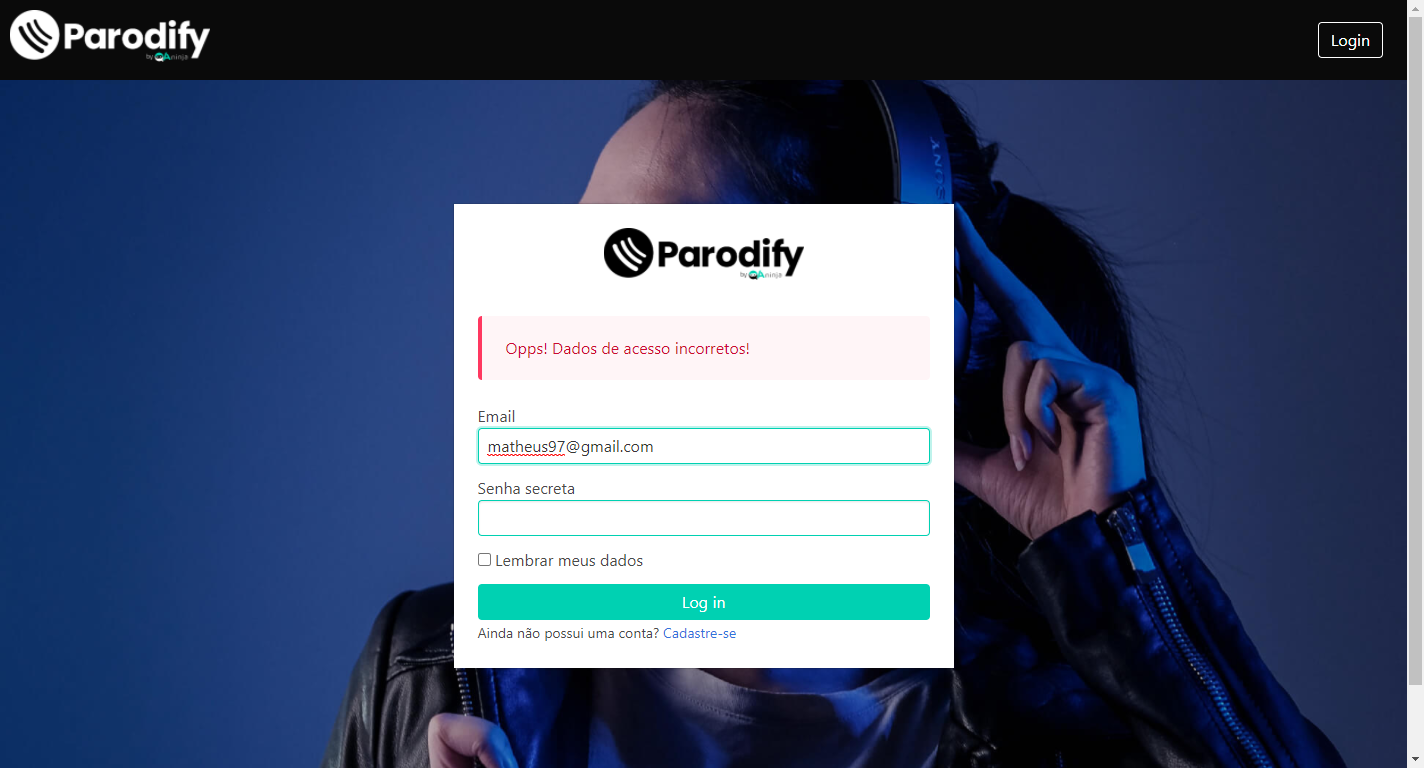 Parodify
by QAninja
Login
SONY
Parodify
by QAninja
Opps! Dados de acesso incorretos!
Email
matheus97@gmail.com
Senha secreta
Lembrar meus dados
Log in
Ainda não possui uma conta? Cadastre-se